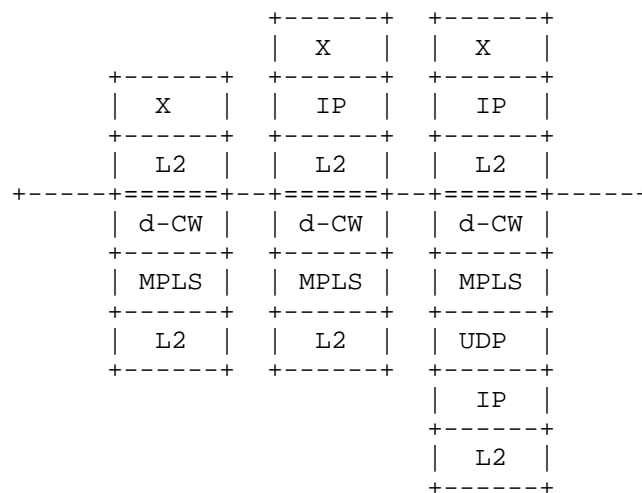 +------+  +------+
                |  X   |  |  X   |
      +------+  +------+  +------+
      |  X   |  |  IP  |  |  IP  |
      +------+  +------+  +------+
      |  L2  |  |  L2  |  |  L2  |
+-----+======+--+======+--+======+------
      | d-CW |  | d-CW |  | d-CW |
      +------+  +------+  +------+
      | MPLS |  | MPLS |  | MPLS |
      +------+  +------+  +------+
      |  L2  |  |  L2  |  | UDP  |
      +------+  +------+  +------+
                          |  IP  |
                          +------+
                          |  L2  |
                          +------+